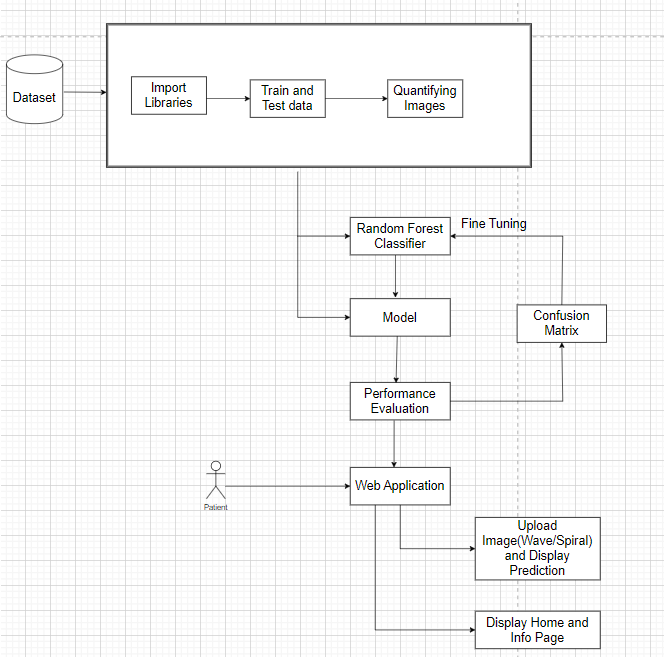 Dataset
Import
Libraries
Train and
Test data
Quantifying
Images
Random Forest
Classifier
Fine Tuning
Model
Confusion
Matrix
Performance
Evaluation
Patient
Web Application
Upload
Image(Wave/Spiral)
and Display
Prediction
Display Home and
Info Page